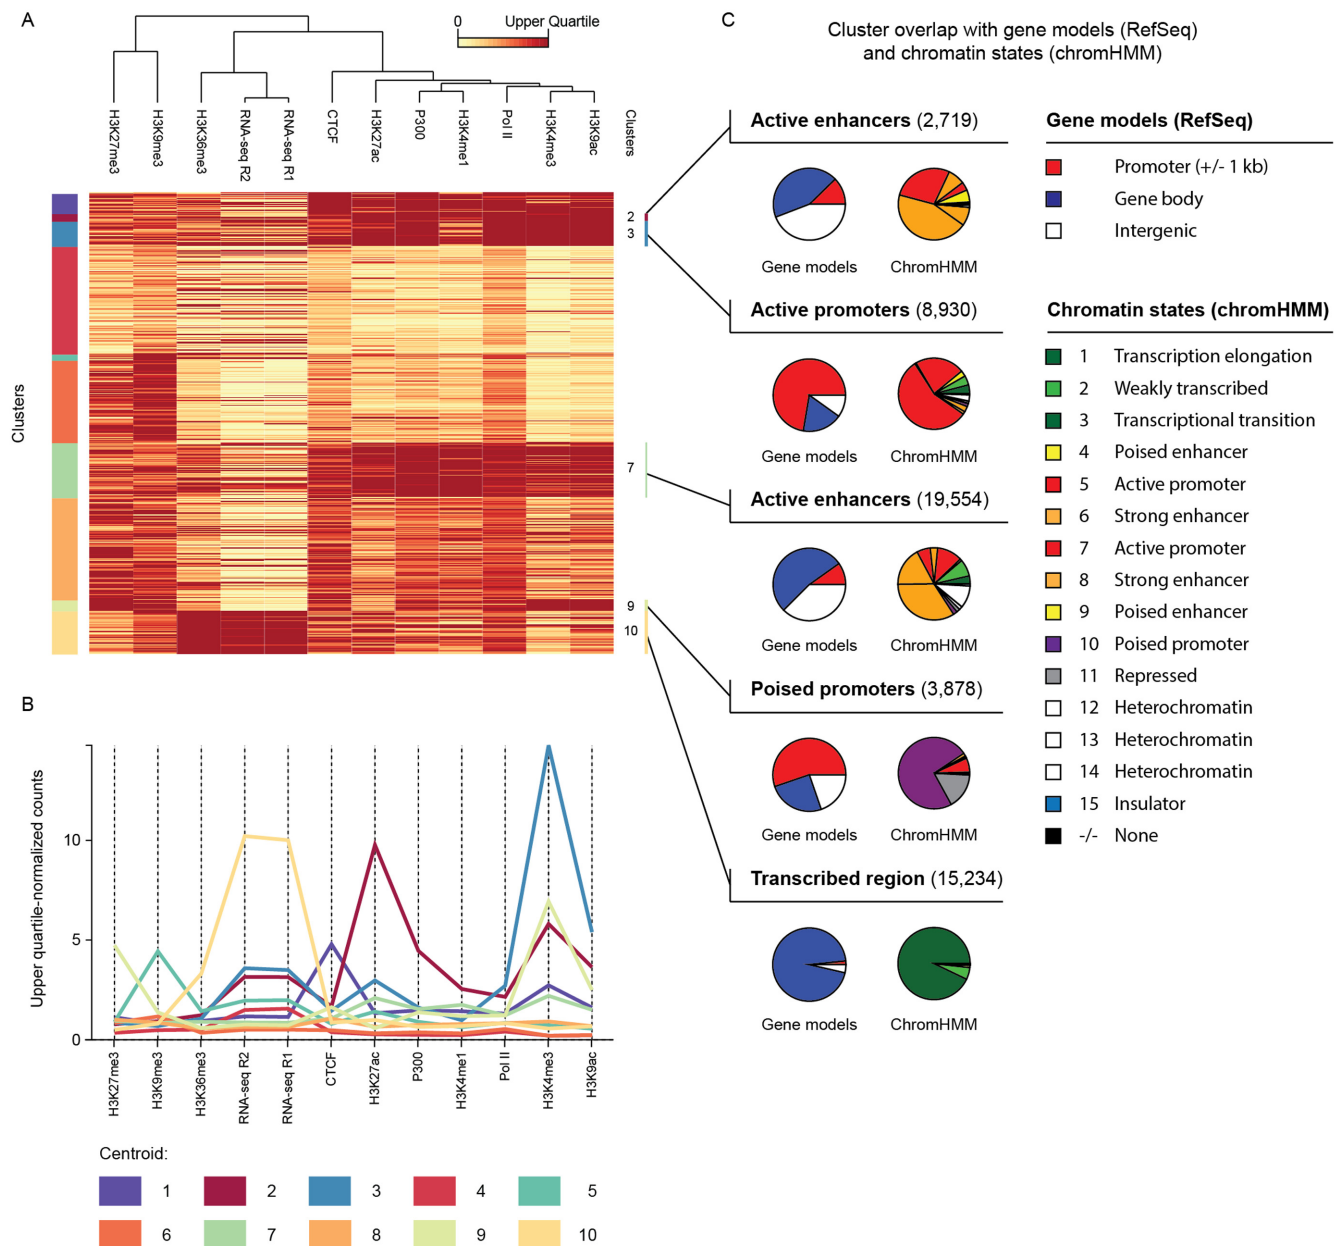 A
0
Upper Quartile
H3K27me3
H3K9me3
H3K36me3
RNA-seq R2
RNA-seq R1
CTCF
H3K27ac
P300
H3K4me1
Pol II
H3K4me3
H3K9ac
Clusters
Clusters
2
3
7
9
10
B
Upper quartile-normalized counts
10
5
0
H3K27me3
H3K9me3
H3K36me3
RNA-seq R2
RNA-seq R1
CTCF
H3K27ac
P300
H3K4me1
Pol II
H3K4me3
H3K9ac
Centroid:
1
2
3
4
5
6
7
8
9
10
C
Cluster overlap with gene models (RefSeq)
and chromatin states (chromHMM)
Active enhancers (2,719)
Gene models
ChromHMM
Active promoters (8,930)
Gene models
ChromHMM
Active enhancers (19,554)
Gene models
ChromHMM
Poised promoters (3,878)
Gene models
ChromHMM
Transcribed region (15,234)
Gene models
ChromHMM
Gene models (RefSeq)
Promoter (+/- 1 kb)
Gene body
Intergenic
Chromatin states (chromHMM)
1 Transcription elongation
2 Weakly transcribed
3 Transcriptional transition
4 Poised enhancer
5 Active promoter
6 Strong enhancer
7 Active promoter
8 Strong enhancer
9 Poised enhancer
10 Poised promoter
11 Repressed
12 Heterochromatin
13 Heterochromatin
14 Heterochromatin
15 Insulator
-/- None